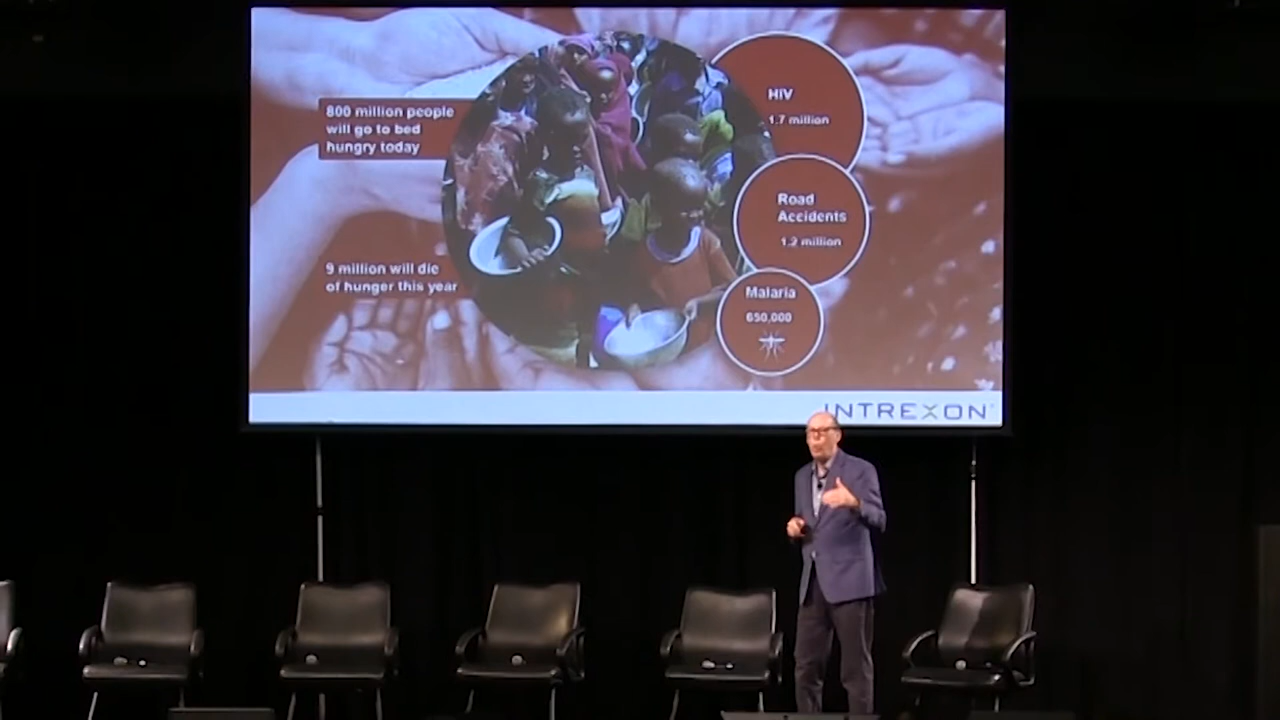 800 million people
will go to bed
hungry today
9 million will die
of hunger this year
HIV
1.7 million
Road
Accidents
1.2 million
Malaria
650,000
INTREXON